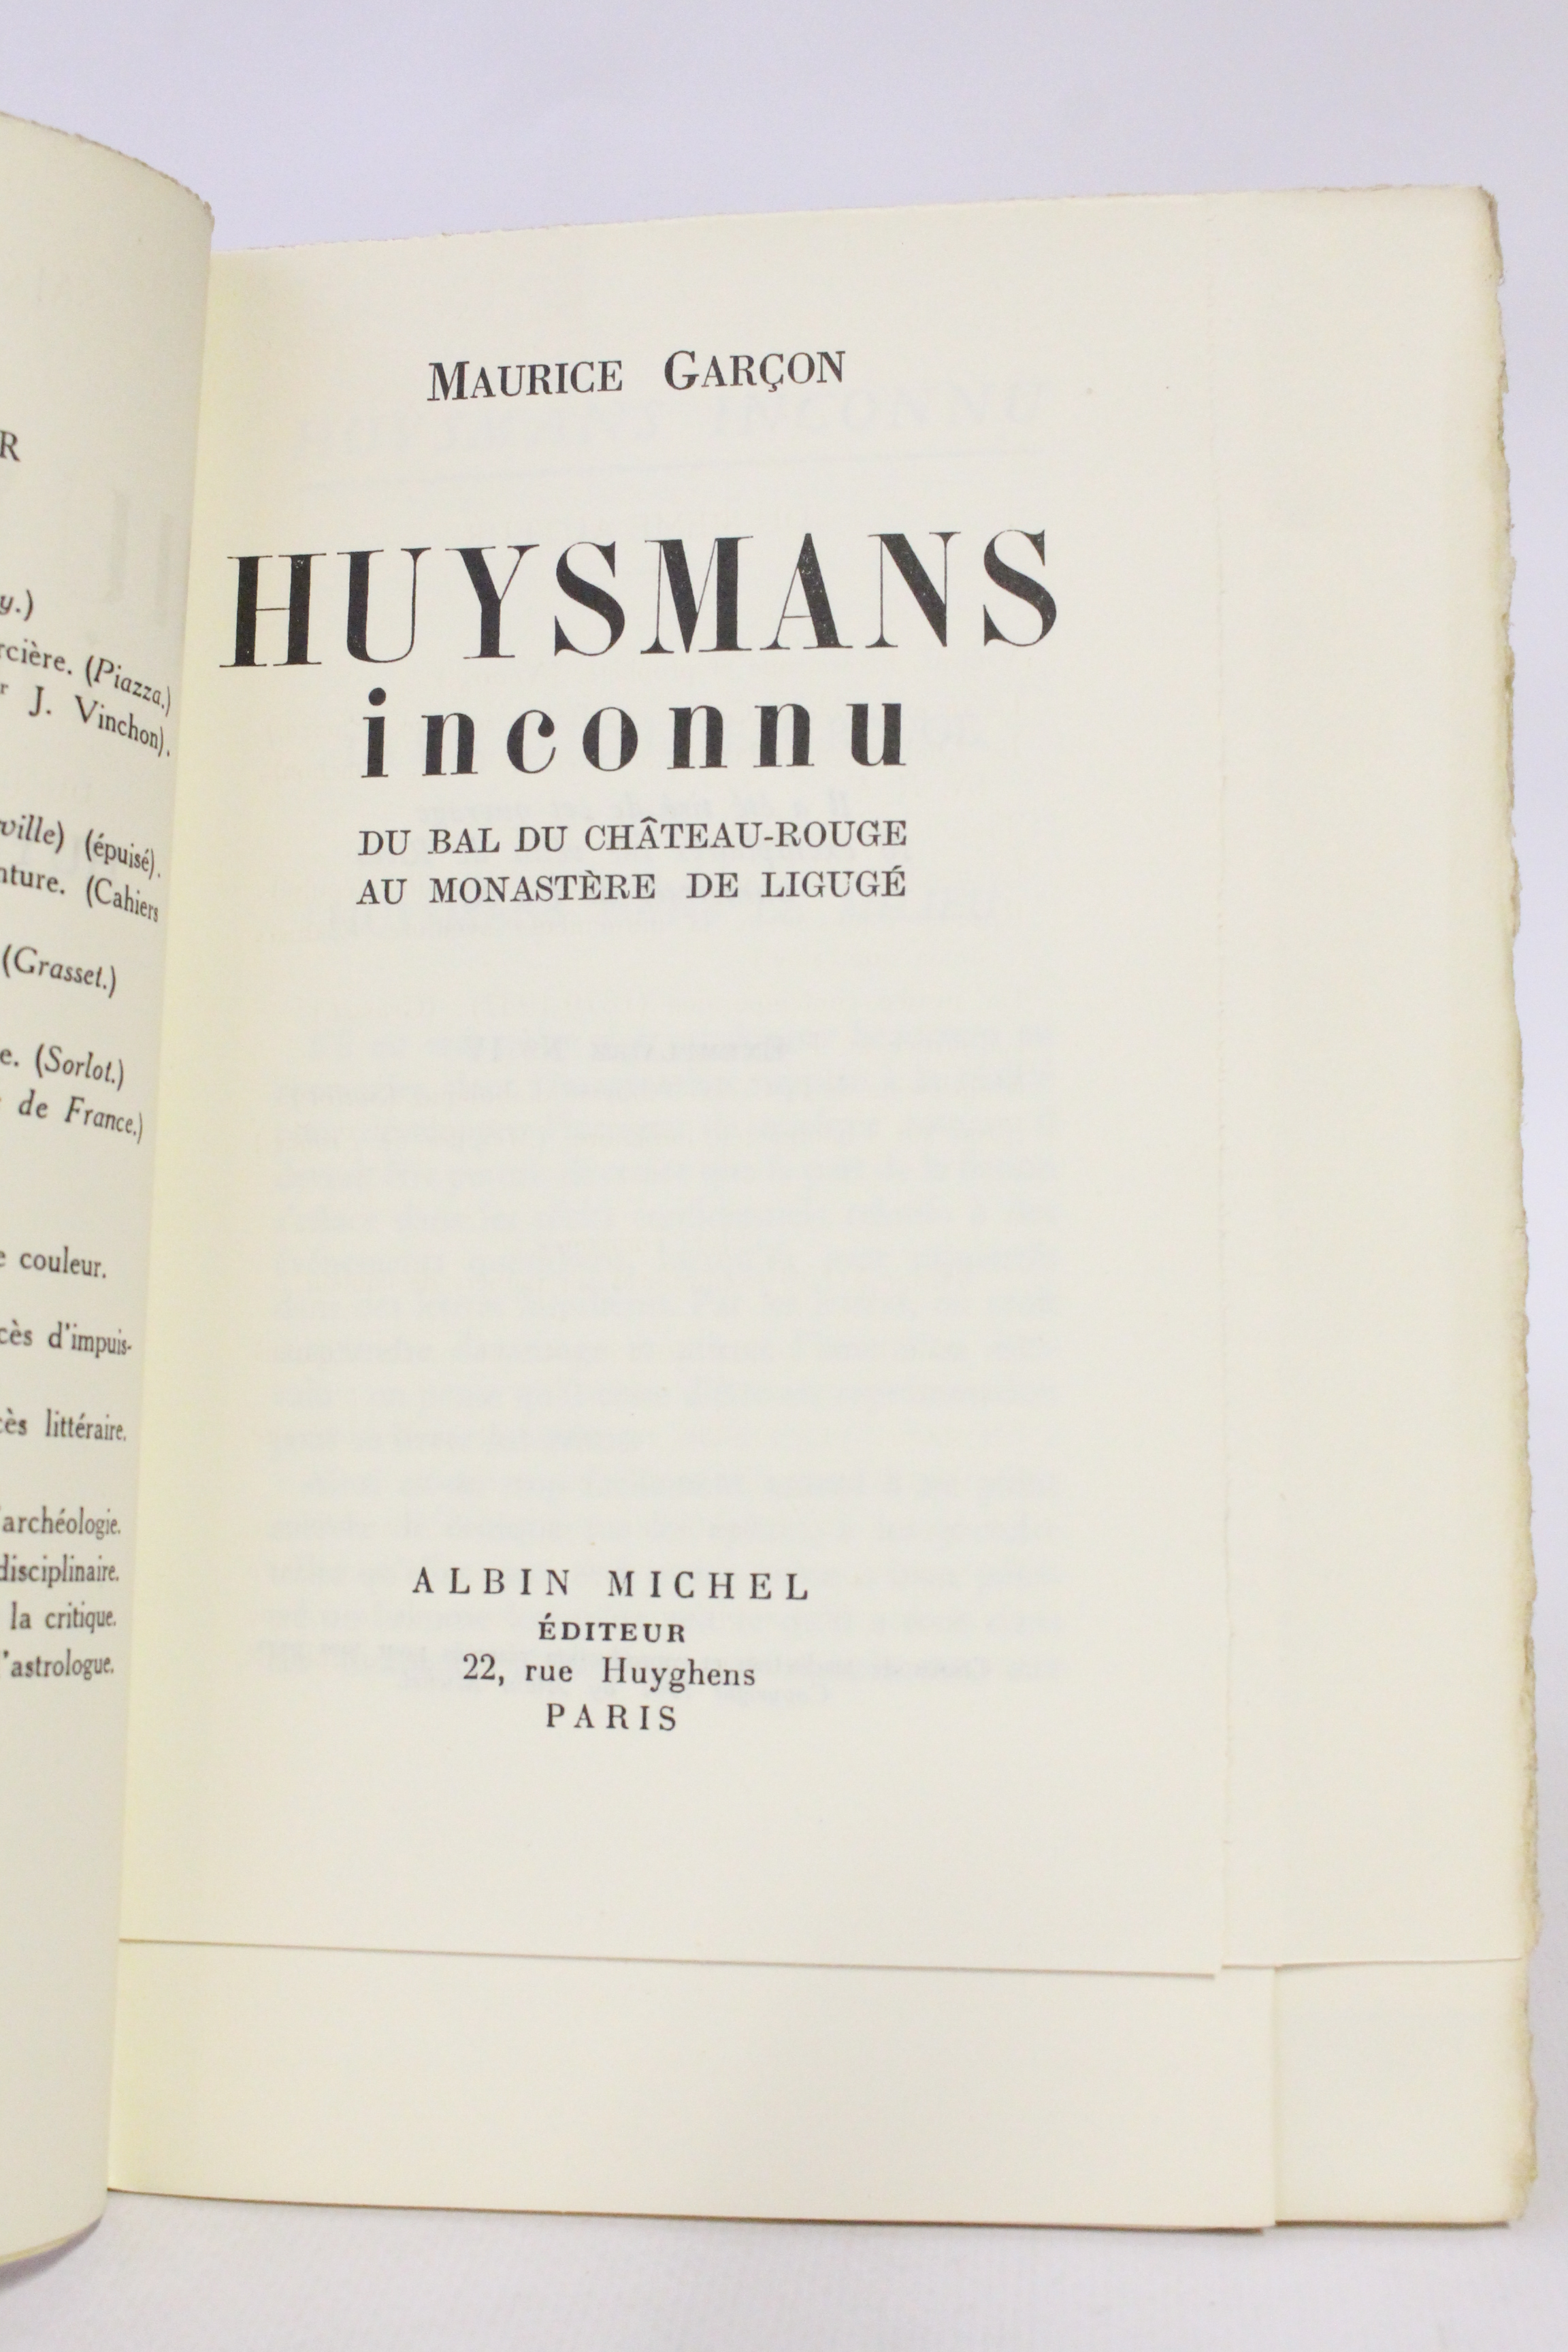 R
y.)
rcière. (Piazza.)
r J. Vinchon).
ville) (épuisé).
nture. (Cahiers
(Grasset.)
e. (Sorlot.)
de France.)
e couleur.
cès d'impuis-
cès littéraire.
'archéologie.
disciplinaire.
la critique.
l'astrologue.
MAURICE GARÇON
HUYSMANS
inconnu
DU BAL DU CHÂTEAU-ROUGE
AU MONASTÈRE DE LIGUGÉ
ALBIN MICHEL
ÉDITEUR
22, rue Huyghens
PARIS